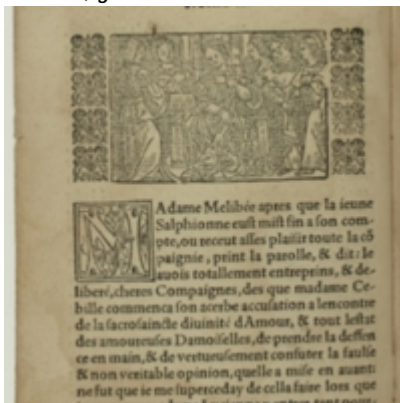 MAdame Melibée apres que la ieune
Salphionne eust mist fin a son com-
pte, ou receut asses plaisir toute la cō
paignie, print la parolle, & dit: Ie
auois totallement entreprins, & de-
liberé, cheres Compaignes, des que madame Ce-
bille commenca son acerbe accusation a lencontre
de la sacrosaincte diuinité d'Amour, & tout lestat
des amoureuses Damoiselles, de prendre la deffen
ce en main, & de vertueusement confuter la faulse
& non veritable opinion, quelle a mise en auant:
ne fut que ie me superceday de cella faire lors que